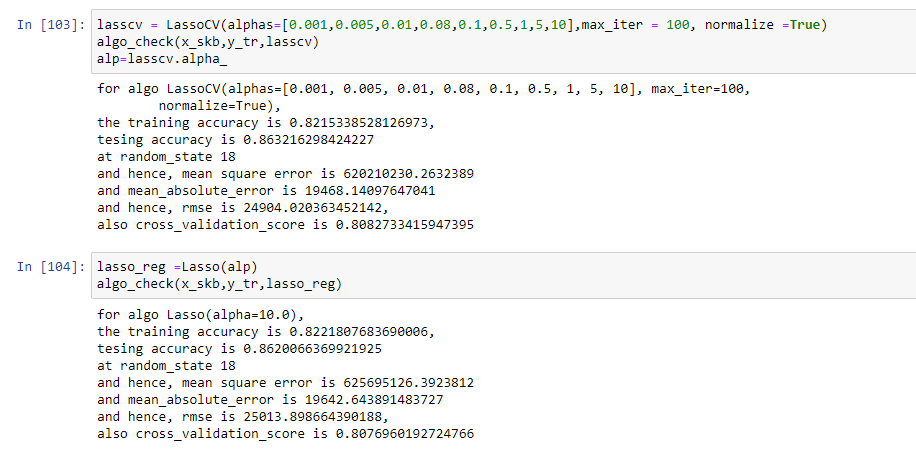 In [103]: lasscv = LassoCV(alphas=[0.001,0.005,0.01,0.08,0.1,0.5,1,5,10],max_iter = 100, normalize =True)
algo_check(x_skb,y_tr,lasscv)
alp=lasscv.alpha_
for algo LassoCV(alphas=[0.001, 0.005, 0.01, 0.08, 0.1, 0.5, 1, 5, 10], max_iter=100,
normalize=True),
the training accuracy is 0.8215338528126973,
tesing accuracy is 0.863216298424227
at random_state 18
and hence, mean square error is 620210230.2632389
and mean_absolute_error is 19468.14097647041
and hence, rmse is 24904.020363452142,
also cross_validation_score is 0.8082733415947395
In [104]: lasso_reg =Lasso(alp)
algo_check(x_skb,y_tr,lasso_reg)
for algo Lasso(alpha=10.0),
the training accuracy is 0.8221807683690006,
tesing accuracy is 0.8620066369921925
at random_state 18
and hence, mean square error is 625695126.3923812
and mean_absolute_error is 19642.643891483727
and hence, rmse is 25013.898664390188,
also cross_validation_score is 0.8076960192724766